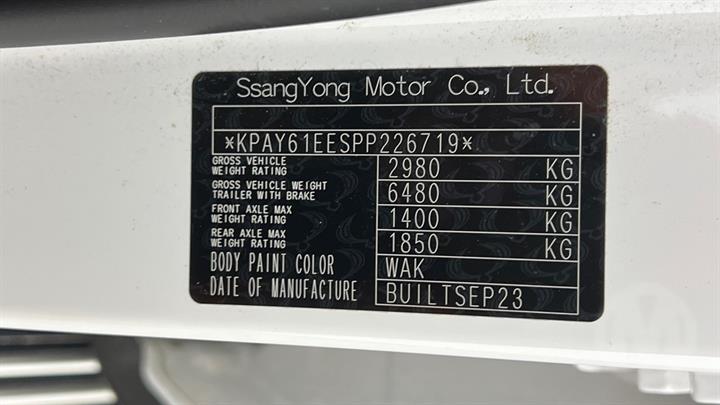 SsangYong Motor Co., Ltd.
*KPAY61EESPP226719*
GROSS VEHICLE
WEIGHT RATING 2980 KG
GROSS VEHICLE WEIGHT
TRAILER WITH BRAKE 6480 KG
FRONT AXLE MAX
WEIGHT RATING 1400 KG
REAR AXLE MAX
WEIGHT RATING 1850 KG
BODY PAINT COLOR WAK
DATE OF MANUFACTURE BUILTSEP23